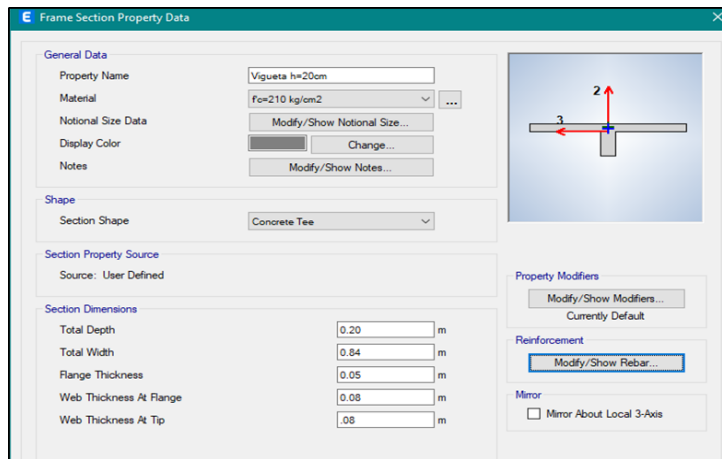 E Frame Section Property Data
General Data
Property Name Vigueta h=20cm
Material f'c=210 kg/cm2 ...
Notional Size Data Modify/Show Notional Size...
Display Color Change...
Notes Modify/Show Notes...
Shape
Section Shape Concrete Tee
Section Property Source
Source: User Defined
Section Dimensions
Total Depth 0.20 m
Total Width 0.84 m
Flange Thickness 0.05 m
Web Thickness At Flange 0.08 m
Web Thickness At Tip .08 m
2
3
Property Modifiers
Modify/Show Modifiers...
Currently Default
Reinforcement
Modify/Show Rebar...
Mirror
Mirror About Local 3-Axis